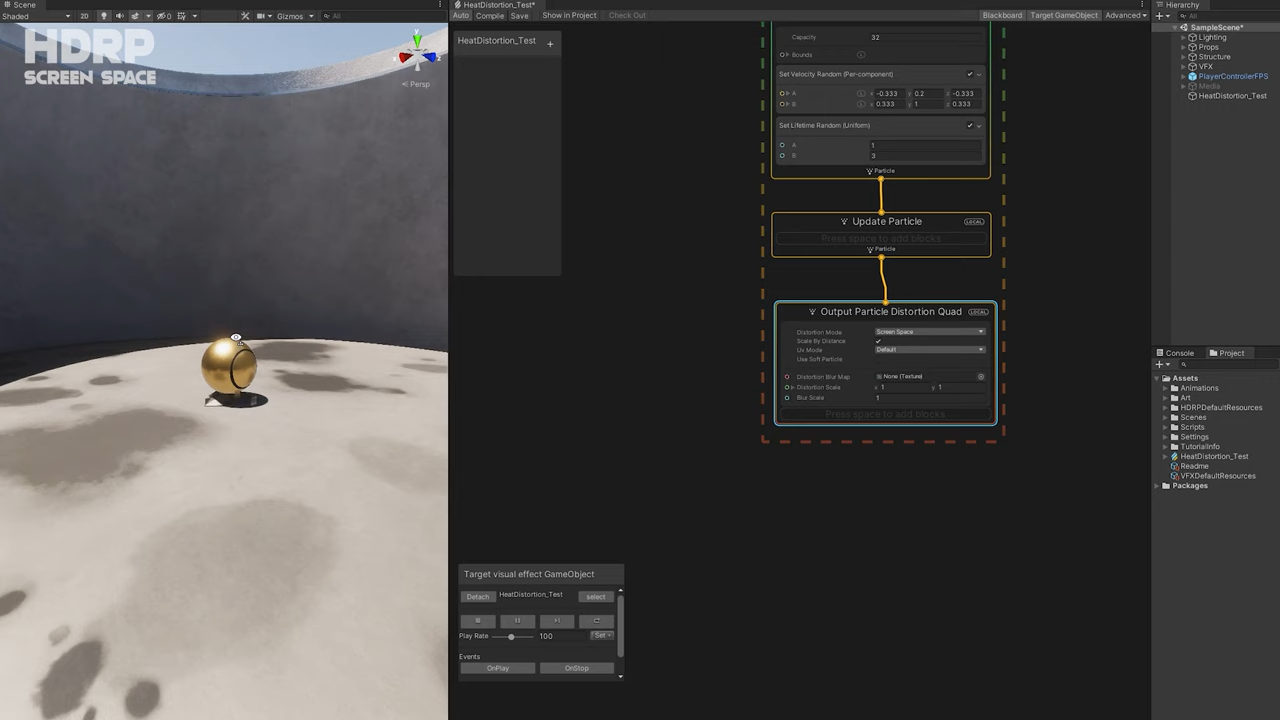 Scene
Shaded
2D
0
Gizmos
All
HDRP
SCREEN SPACE
y
x
z
Persp
HeatDistortion_Test*
Auto
Compile
Save
Show in Project
Check Out
Blackboard
Target GameObject
Advanced
HeatDistortion_Test
+
Capacity
32
Bounds
Set Velocity Random (Per-component)
A
L
x -0.333
y 0.2
z -0.333
B
L
x 0.333
y 1
z 0.333
Set Lifetime Random (Uniform)
A
1
B
3
Particle
Update Particle
LOCAL
Press space to add blocks
Particle
Output Particle Distortion Quad
LOCAL
Distortion Mode
Screen Space
Scale By Distance
Uv Mode
Default
Use Soft Particle
Distortion Blur Map
None (Texture)
Distortion Scale
x 1
y 1
Blur Scale
1
Press space to add blocks
Target visual effect GameObject
Detach
HeatDistortion_Test
select
Play Rate
100
Set
Events
OnPlay
OnStop
Hierarchy
All
SampleScene*
Lighting
Props
Structure
VFX
PlayerControllerFPS
Media
HeatDistortion_Test
Console
Project
Assets
Animations
Art
HDRPDefaultResources
Scenes
Scripts
Settings
TutorialInfo
HeatDistortion_Test
Readme
VFXDefaultResources
Packages